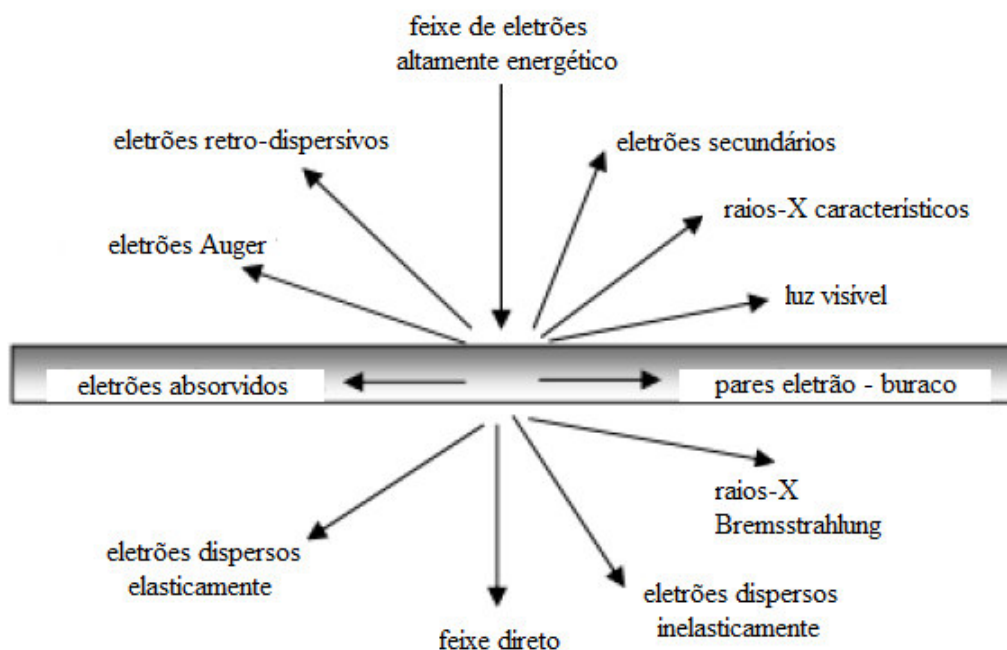 feixe de eletrões
altamente energético
eletrões retro-dispersivos
eletrões secundários
raios-X característicos
eletrões Auger
luz visível
eletrões absorvidos
pares eletrão - buraco
raios-X
Bremsstrahlung
eletrões dispersos
elasticamente
eletrões dispersos
inelasticamente
feixe direto